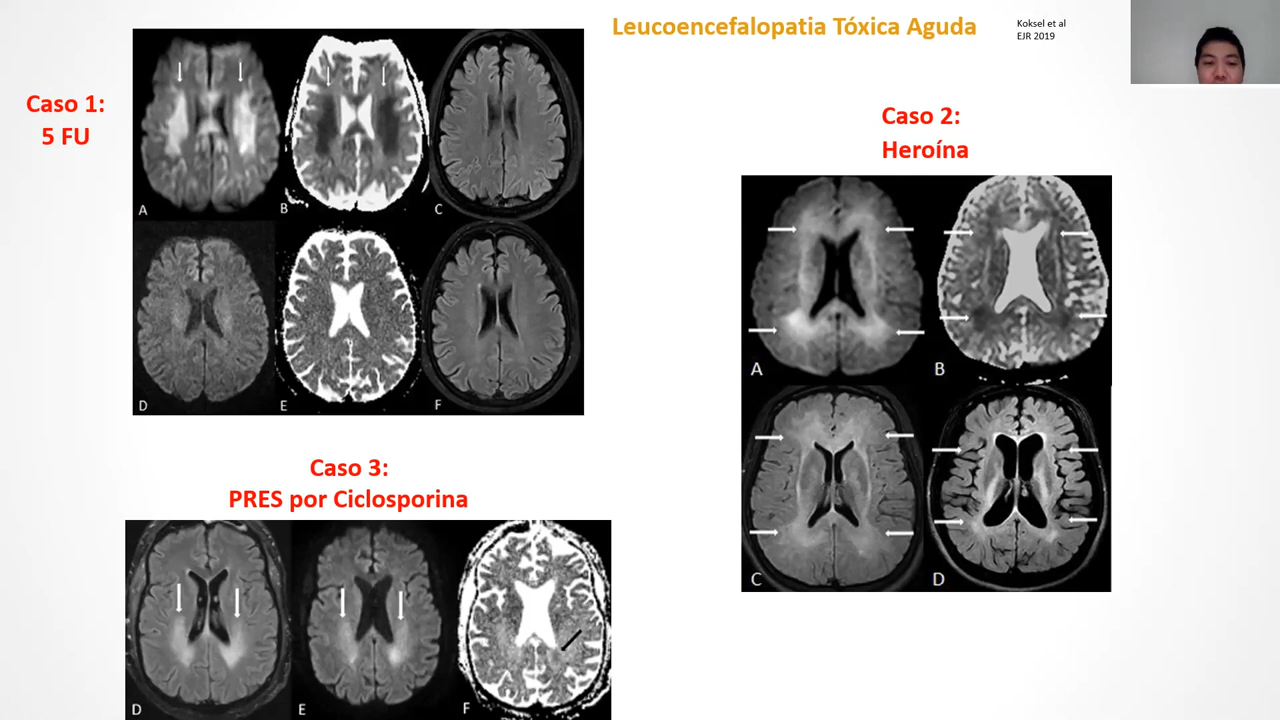 Leucoencefalopatia Tóxica Aguda
Koksel et al
EJR 2019
Caso 1:
5 FU
A
B
C
D
E
F
Caso 2:
Heroína
A
B
C
D
Caso 3:
PRES por Ciclosporina
D
E
F